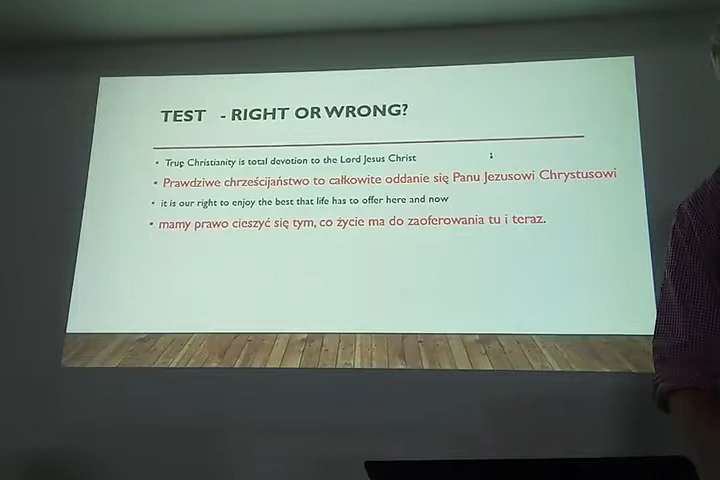 TEST - RIGHT OR WRONG?
• True Christianity is total devotion to the Lord Jesus Christ
• Prawdziwe chrześcijaństwo to całkowite oddanie się Panu Jezusowi Chrystusowi
• it is our right to enjoy the best that life has to offer here and now
• mamy prawo cieszyć się tym, co życie ma do zaoferowania tu i teraz.